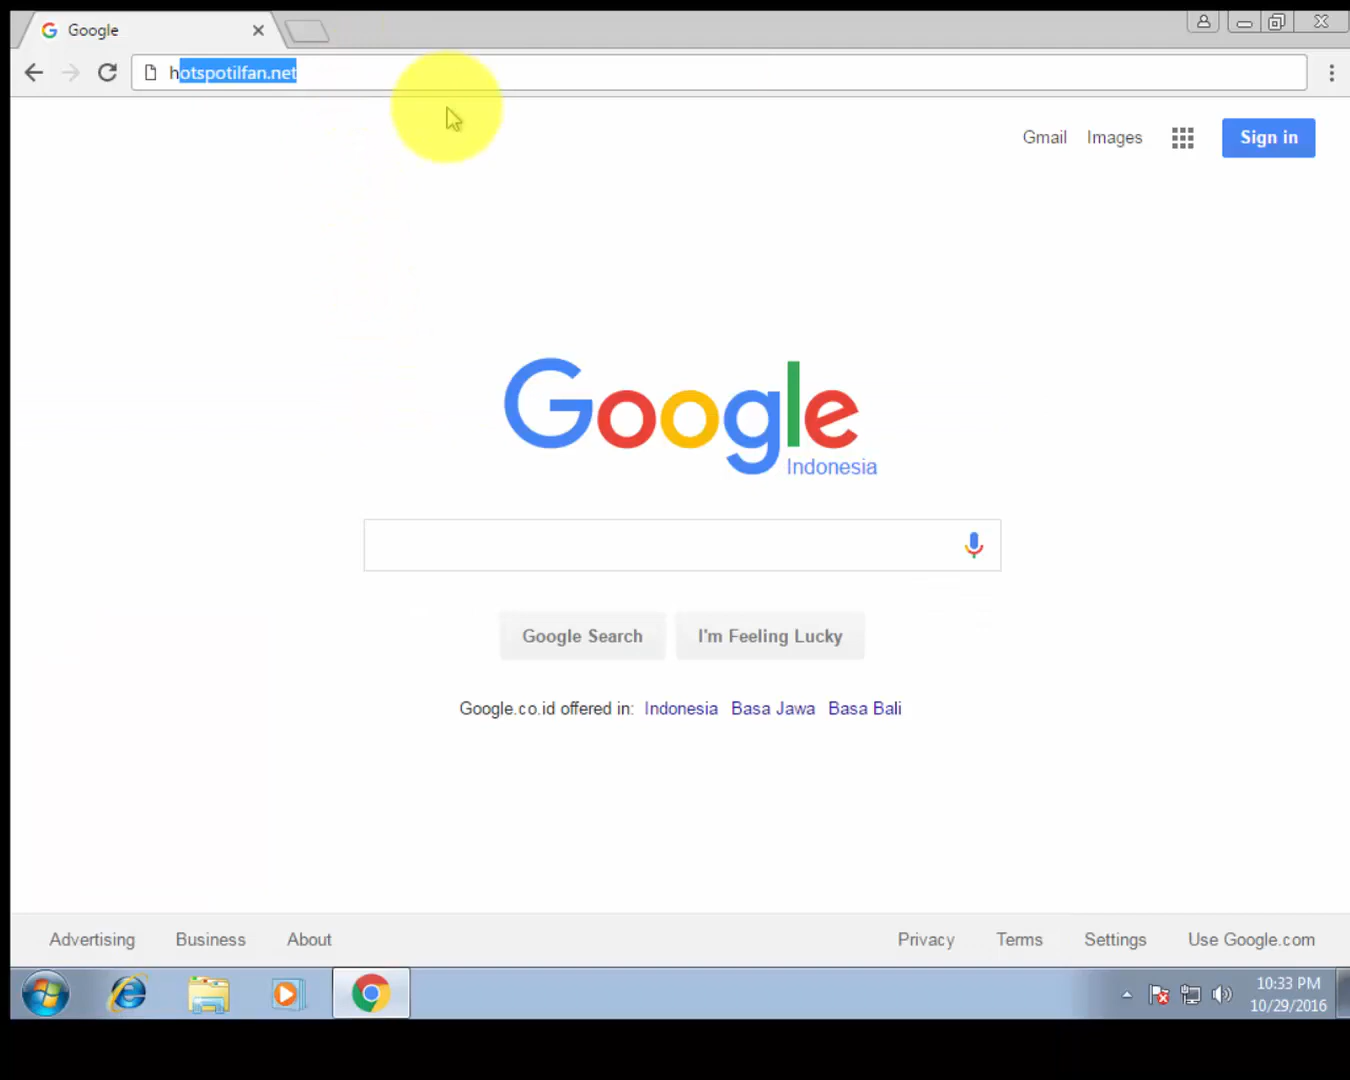 Google
hotspotilfan.net
Gmail Images Sign in
Google
Indonesia
Google Search I'm Feeling Lucky
Google.co.id offered in: Indonesia Basa Jawa Basa Bali
Advertising Business About Privacy Terms Settings Use Google.com
10:33 PM
10/29/2016